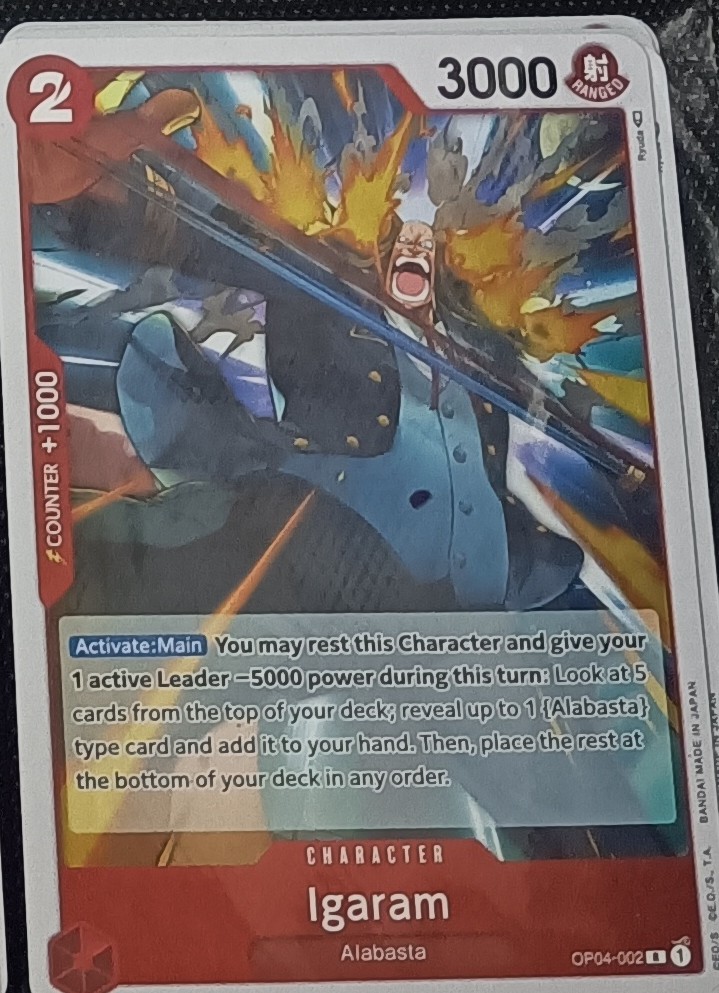 2
3000
射
RANGED
Ryuda
COUNTER +1000
Activate:Main You may rest this Character and give your
1 active Leader −5000 power during this turn: Look at 5
cards from the top of your deck; reveal up to 1 {Alabasta}
type card and add it to your hand. Then, place the rest at
the bottom of your deck in any order.
CHARACTER
Igaram
Alabasta
OP04-002 R 1
©E.O./S., T.A. BANDAI MADE IN JAPAN
©EO/S
IN JAPAN